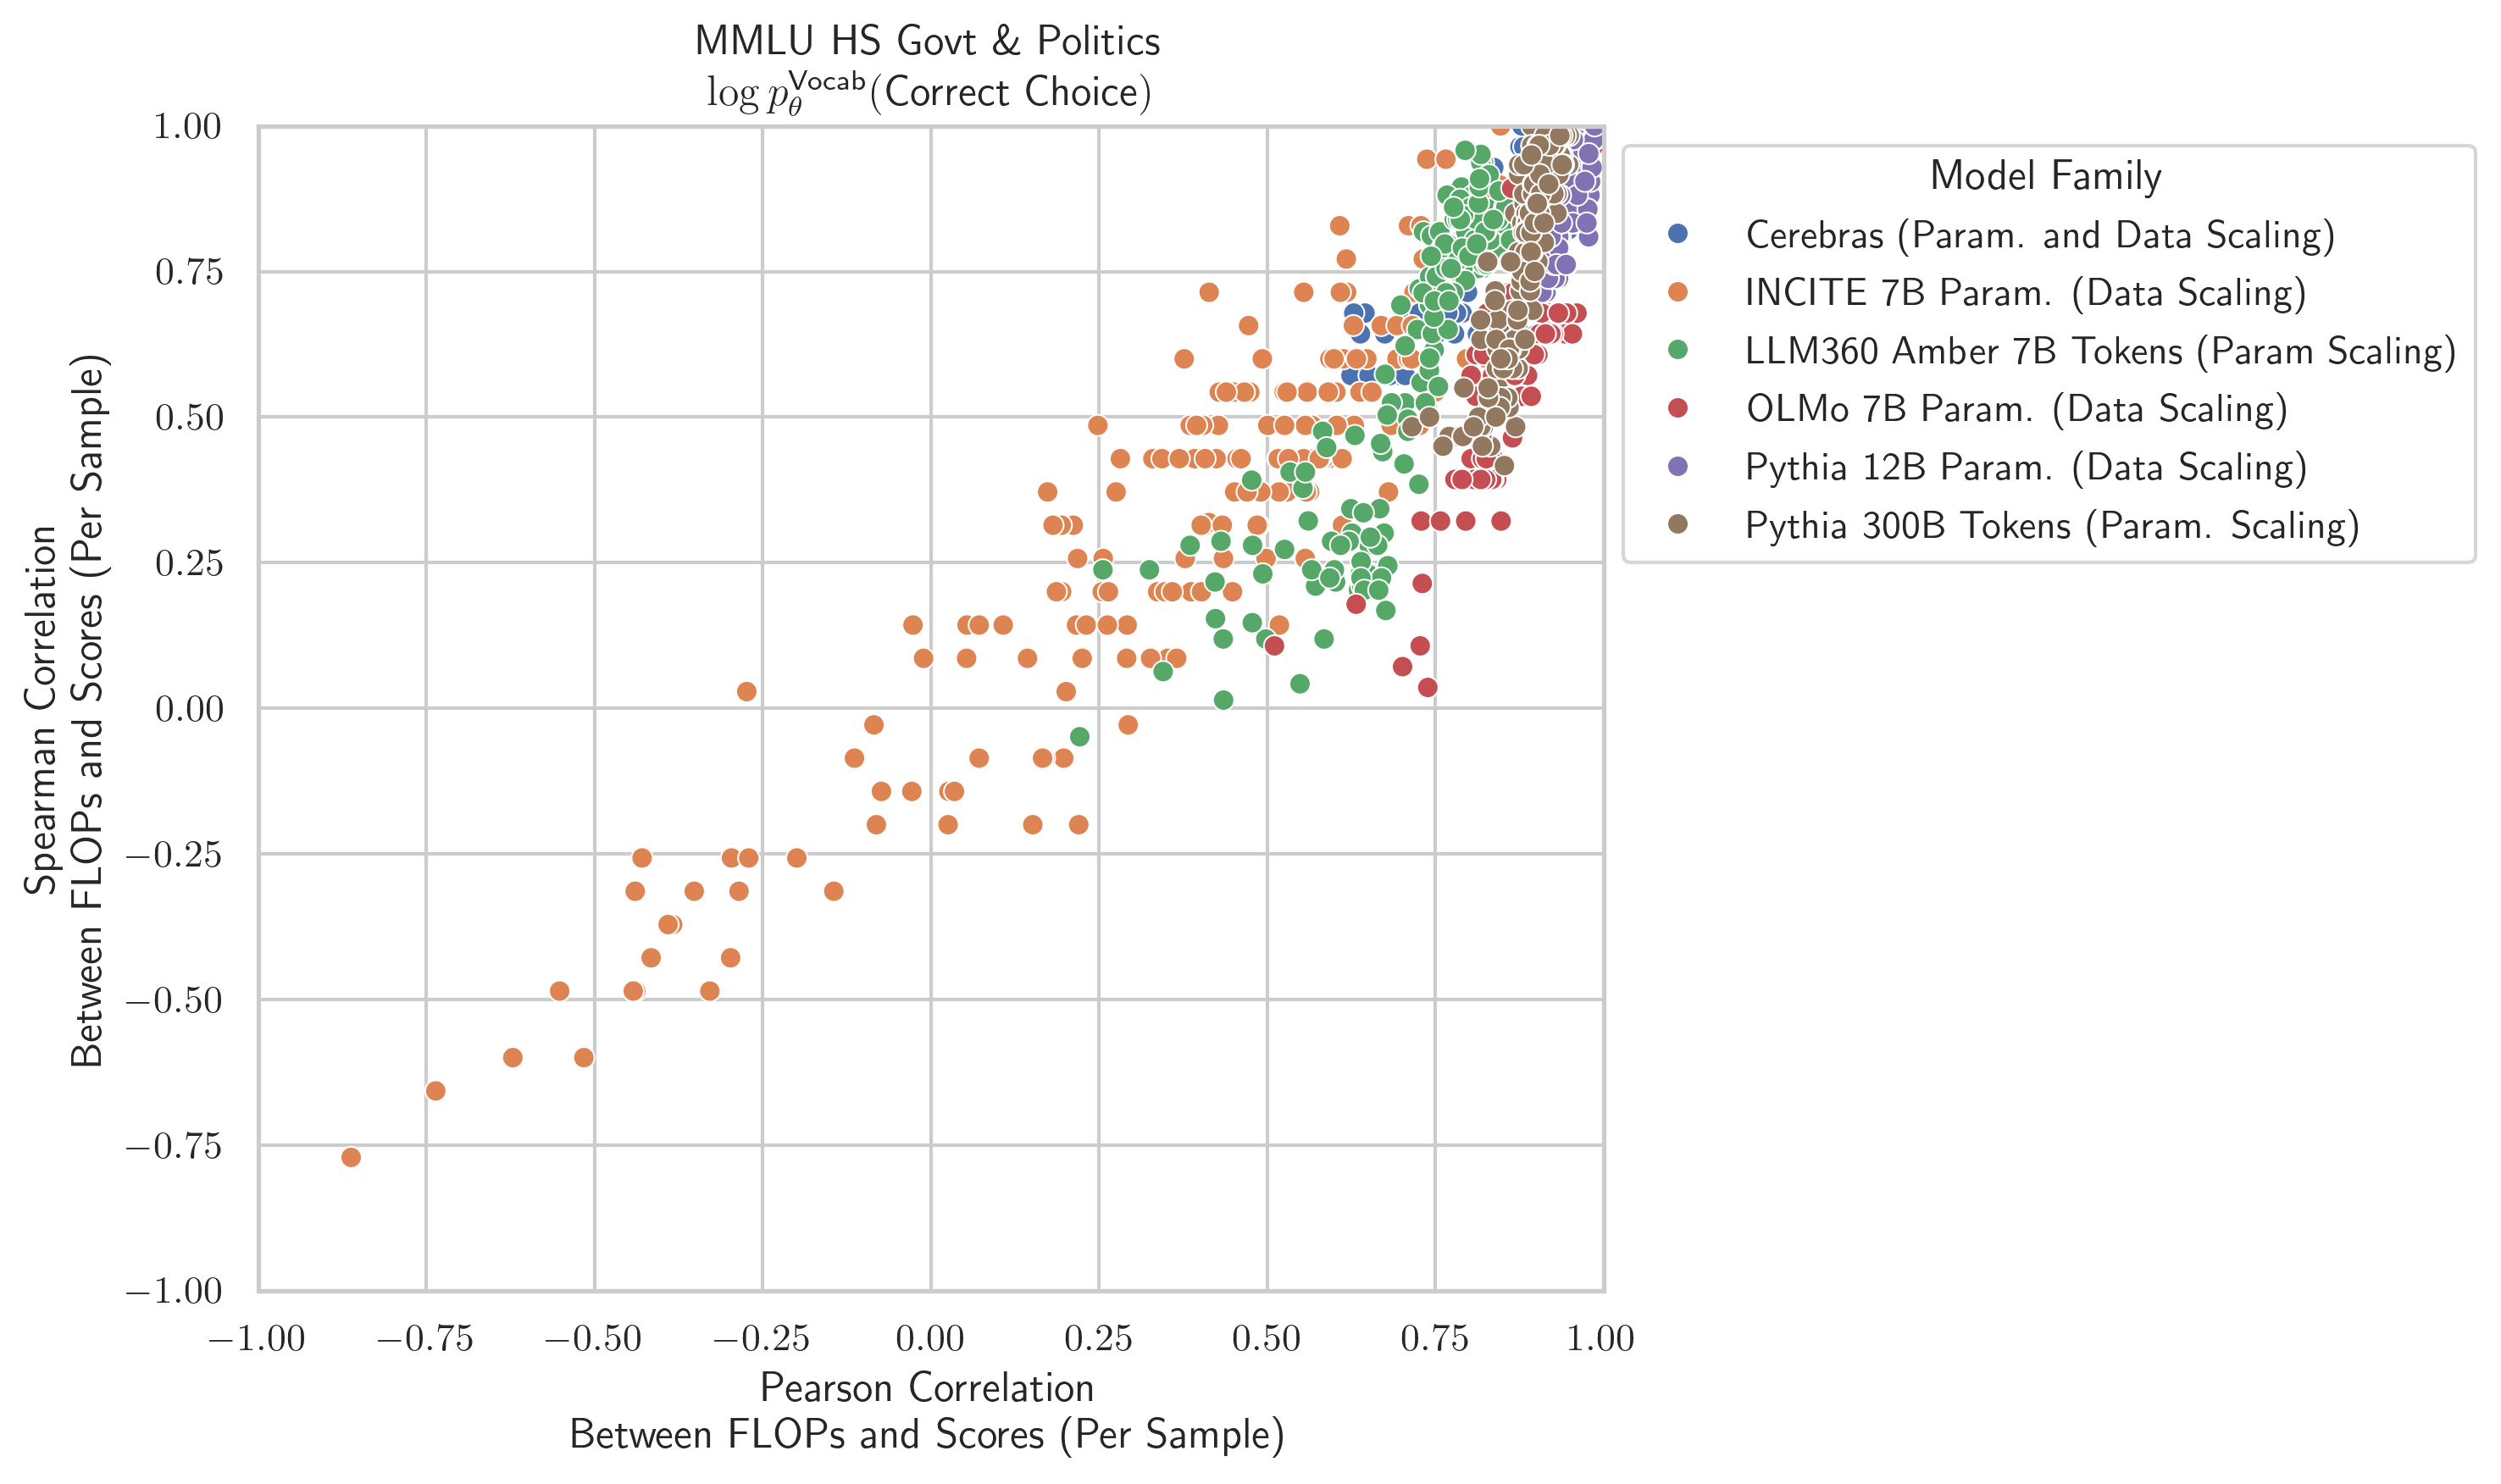 MMLU HS Govt & Politics
log p_θ^Vocab(Correct Choice)
Spearman Correlation
Between FLOPs and Scores (Per Sample)
1.00
0.75
0.50
0.25
0.00
−0.25
−0.50
−0.75
−1.00
−1.00 −0.75 −0.50 −0.25 0.00 0.25 0.50 0.75 1.00
Pearson Correlation
Between FLOPs and Scores (Per Sample)
Model Family
Cerebras (Param. and Data Scaling)
INCITE 7B Param. (Data Scaling)
LLM360 Amber 7B Tokens (Param Scaling)
OLMo 7B Param. (Data Scaling)
Pythia 12B Param. (Data Scaling)
Pythia 300B Tokens (Param. Scaling)